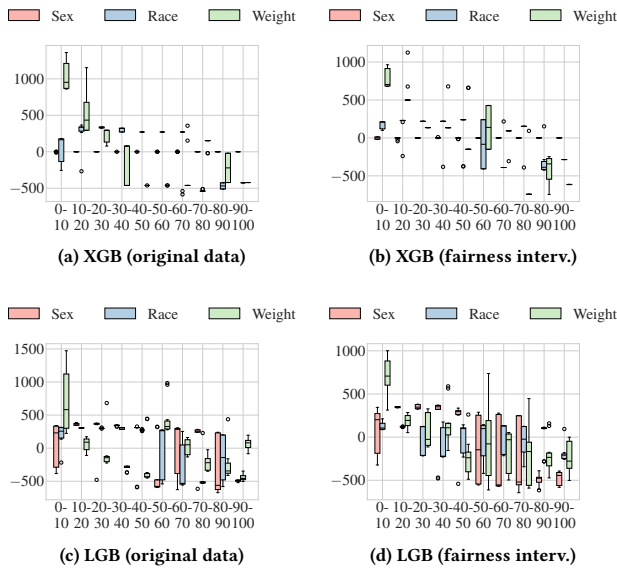 Sex Race Weight Sex Race Weight
1000 1000
500 500
0 0
−500 −500
0- 10- 20- 30- 40- 50- 60- 70- 80- 90- 0- 10- 20- 30- 40- 50- 60- 70- 80- 90-
10 20 30 40 50 60 70 80 90 100 10 20 30 40 50 60 70 80 90 100
(a) XGB (original data) (b) XGB (fairness interv.)
Sex Race Weight Sex Race Weight
1500 1000
1000 500
500 0
0 −500
−500
0- 10- 20- 30- 40- 50- 60- 70- 80- 90- 0- 10- 20- 30- 40- 50- 60- 70- 80- 90-
10 20 30 40 50 60 70 80 90 100 10 20 30 40 50 60 70 80 90 100
(c) LGB (original data) (d) LGB (fairness interv.)